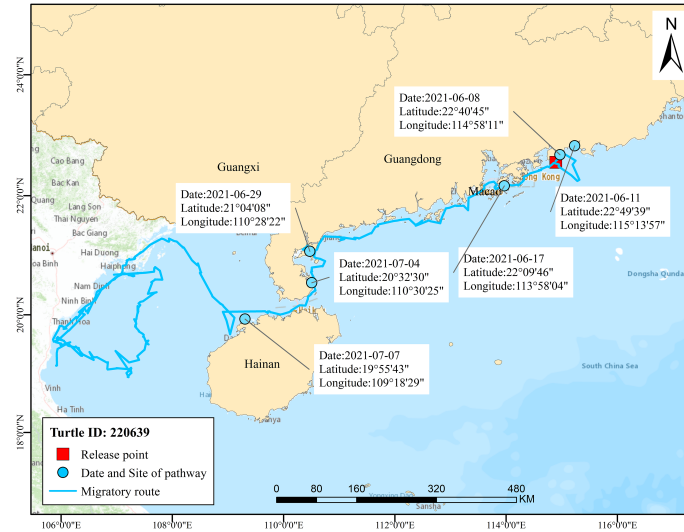 N
24°0'0"N
22°0'0"N
20°0'0"N
18°0'0"N
Date:2021-06-08
Latitude:22°40'45"
Longitude:114°58'11"
Guangxi
Guangdong
Macao
Date:2021-06-29
Latitude:21°04'08"
Longitude:110°28'22"
Date:2021-06-11
Latitude:22°49'39"
Longitude:115°13'57"
Date:2021-07-04
Latitude:20°32'30"
Longitude:110°30'25"
Date:2021-06-17
Latitude:22°09'46"
Longitude:113°58'04"
Date:2021-07-07
Latitude:19°55'43"
Longitude:109°18'29"
Hainan
Cao Bang
Bac Kan
Quang
Lang Son
Thai Nguyen
Bac Giang
Hoa Binh
Hai Duong
Haiphong
Nam Dinh
Ninh Binh
Thanh Hoa
Vinh
Ha Tinh
Dongsha Qunda
South China Sea
Sansha
Turtle ID: 220639
Release point
Date and Site of pathway
Migratory route
0 80 160 240 320 480
KM
106°0'0"E
108°0'0"E
110°0'0"E
112°0'0"E
114°0'0"E
116°0'0"E